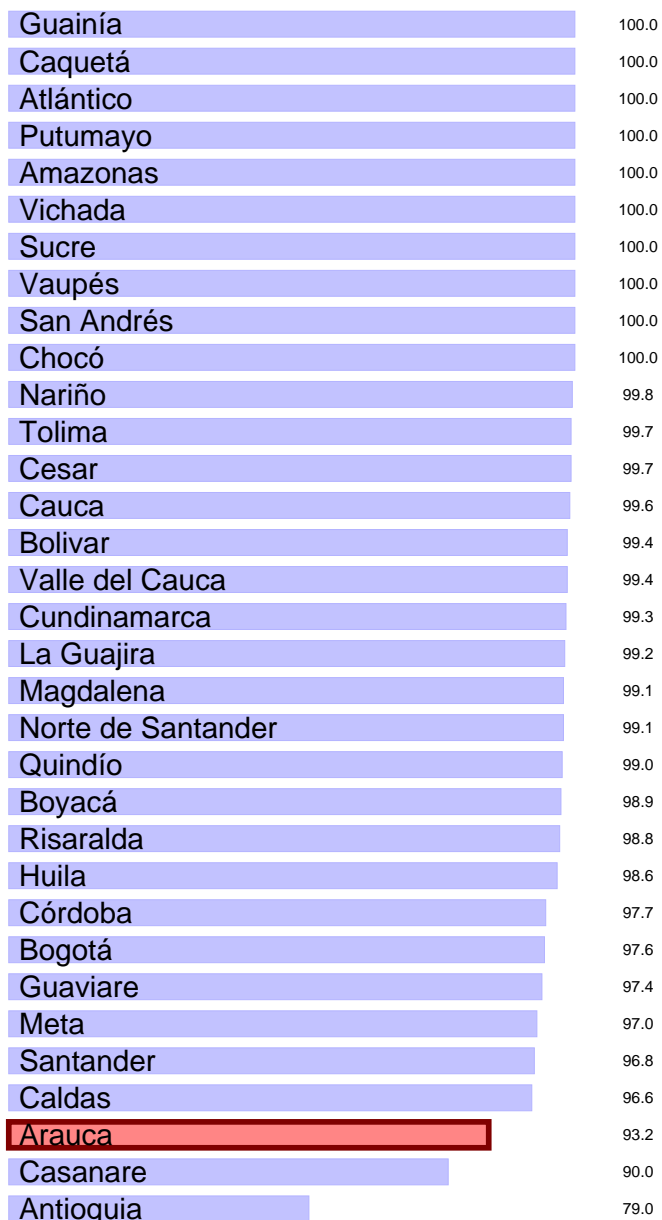 Guainía 100.0
Caquetá 100.0
Atlántico 100.0
Putumayo 100.0
Amazonas 100.0
Vichada 100.0
Sucre 100.0
Vaupés 100.0
San Andrés 100.0
Chocó 100.0
Nariño 99.8
Tolima 99.7
Cesar 99.7
Cauca 99.6
Bolivar 99.4
Valle del Cauca 99.4
Cundinamarca 99.3
La Guajira 99.2
Magdalena 99.1
Norte de Santander 99.1
Quindío 99.0
Boyacá 98.9
Risaralda 98.8
Huila 98.6
Córdoba 97.7
Bogotá 97.6
Guaviare 97.4
Meta 97.0
Santander 96.8
Caldas 96.6
Arauca 93.2
Casanare 90.0
Antioquia 79.0